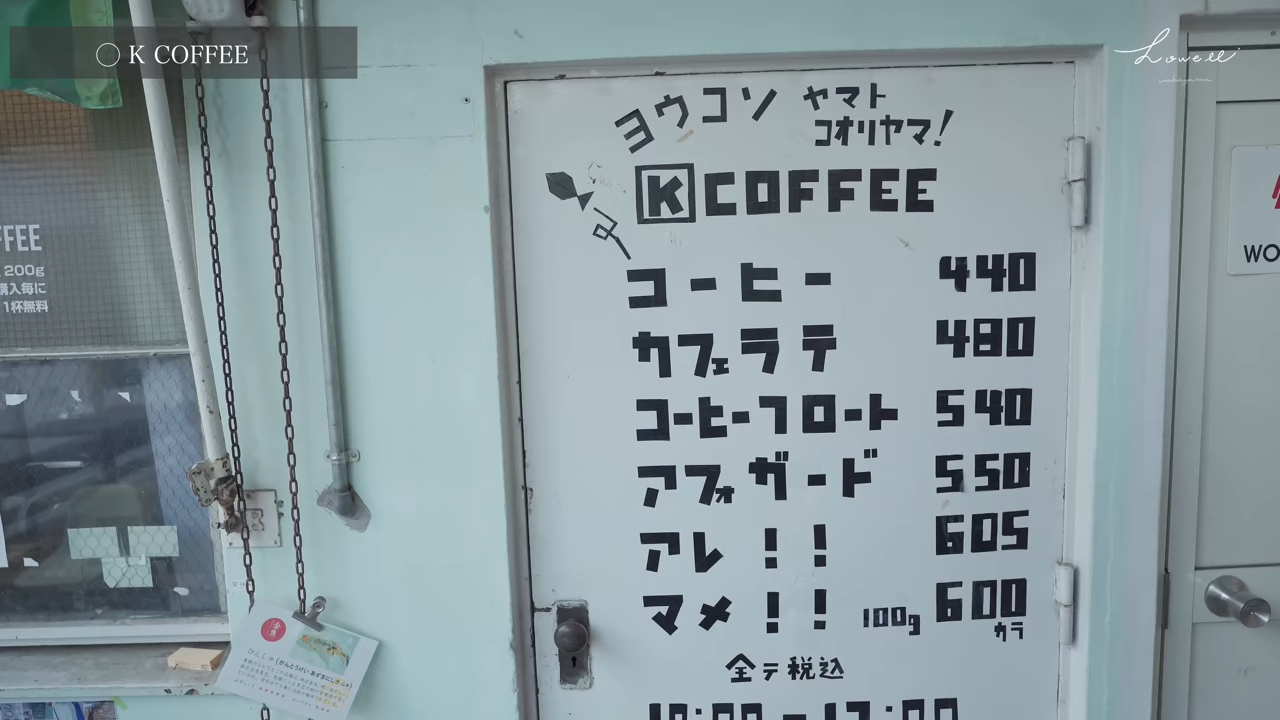 ○ K COFFEE
Lowell
ヨウコソ ヤマト
コオリヤマ!
K COFFEE
コーヒー 440
カフェラテ 480
コーヒーフロート 540
アフォガード 550
アレ!! 605
マメ!! 100g 600
カラ
全テ税込
FFEE
200g
購入毎に
1杯無料
WO